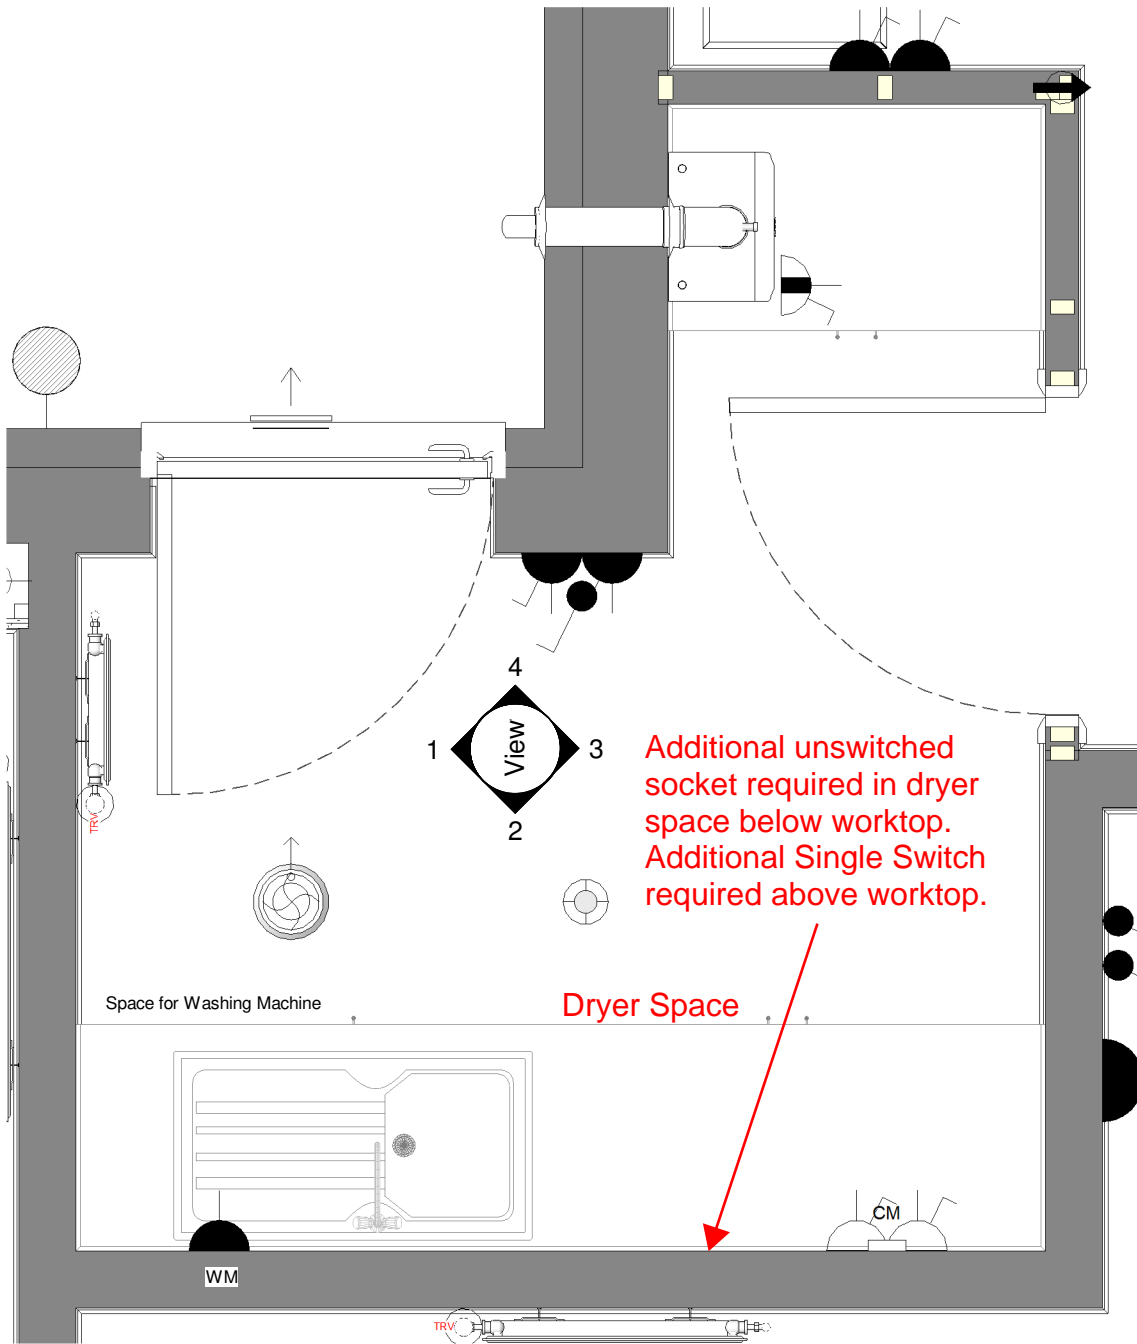 4
1
View
3
2
Additional unswitched
socket required in dryer
space below worktop.
Additional Single Switch
required above worktop.
TRV
Space for Washing Machine
Dryer Space
CM
WM
TRV